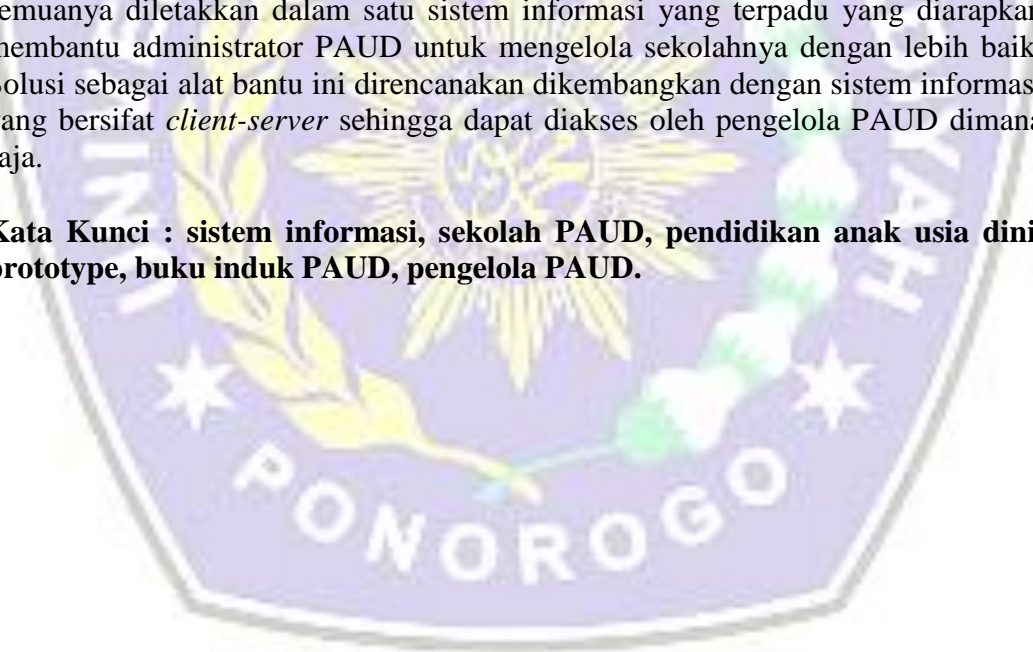 semuanya diletakkan dalam satu sistem informasi yang terpadu yang diarapkan
membantu administrator PAUD untuk mengelola sekolahnya dengan lebih baik
Solusi sebagai alat bantu ini direncanakan dikembangkan dengan sistem informasi
yang bersifat client-server sehingga dapat diakses oleh pengelola PAUD dimana
saja.
Kata Kunci : sistem informasi, sekolah PAUD, pendidikan anak usia dini
prototype, buku induk PAUD, pengelola PAUD.
PONOROGO